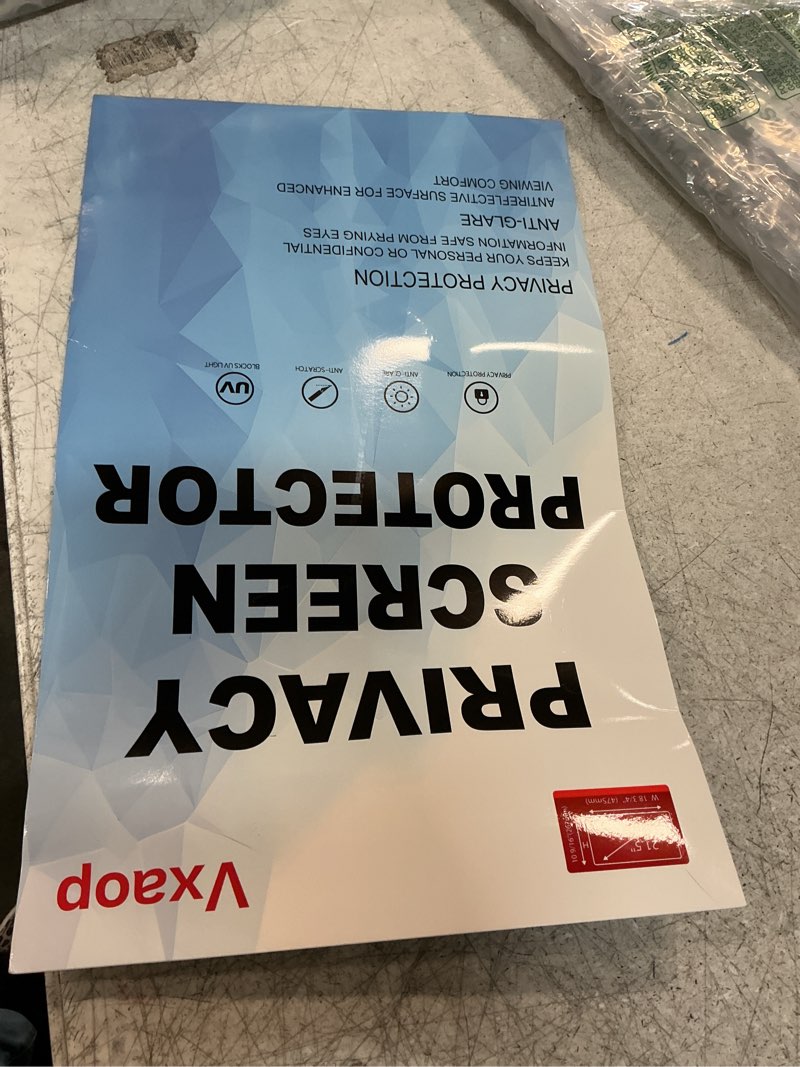 Vxaop
21.5"
W 18 3/4" (475mm)
H
PRIVACY
SCREEN
PROTECTOR
PRIVACY PROTECTION
ANTI-GLARE
ANTI-SCRATCH
BLOCKS UV LIGHT
UV
PRIVACY PROTECTION
KEEPS YOUR PERSONAL OR CONFIDENTIAL
INFORMATION SAFE FROM PRYING EYES
ANTI-GLARE
ANTIREFLECTIVE SURFACE FOR ENHANCED
VIEWING COMFORT